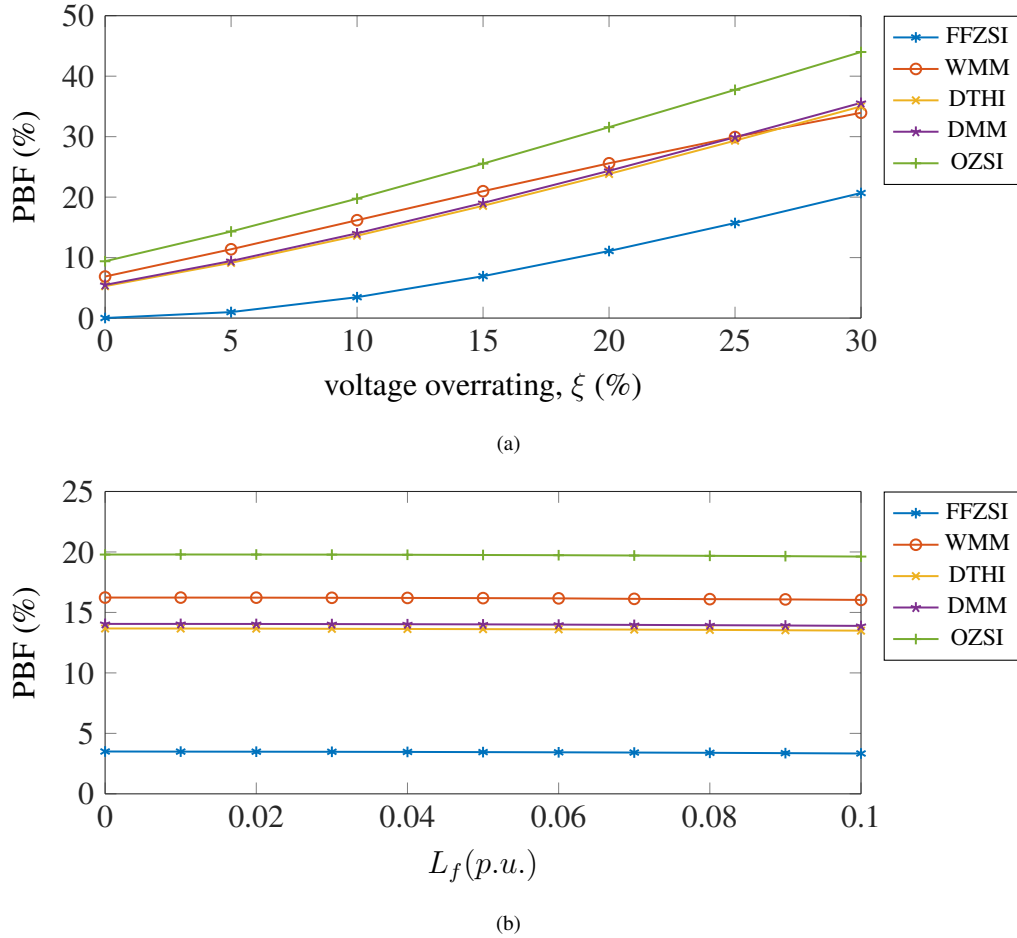 50
40
30
20
10
0
PBF (%)
0 5 10 15 20 25 30
voltage overrating, ξ (%)
FFZSI
WMM
DTHI
DMM
OZSI
(a)
25
20
15
10
5
0
PBF (%)
0 0.02 0.04 0.06 0.08 0.1
L_f(p.u.)
FFZSI
WMM
DTHI
DMM
OZSI
(b)